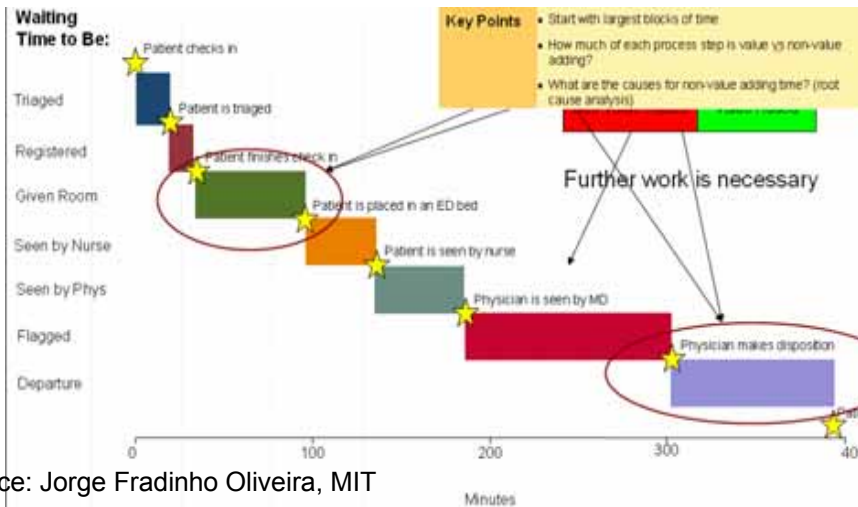 Waiting
Time to Be:
Key Points
• Start with largest blocks of time
• How much of each process step is value vs non-value
adding?
• What are the causes for non-value adding time? (root
cause analysis)
Patient checks in
Triaged
Patient is triaged
Registered
Patient finishes check in
Further work is necessary
Given Room
Patient is placed in an ED bed
Seen by Nurse
Patient is seen by nurse
Seen by Phys
Physician is seen by MD
Flagged
Physician makes disposition
Departure
0 100 200 300
Jorge Fradinho Oliveira, MIT
Minutes